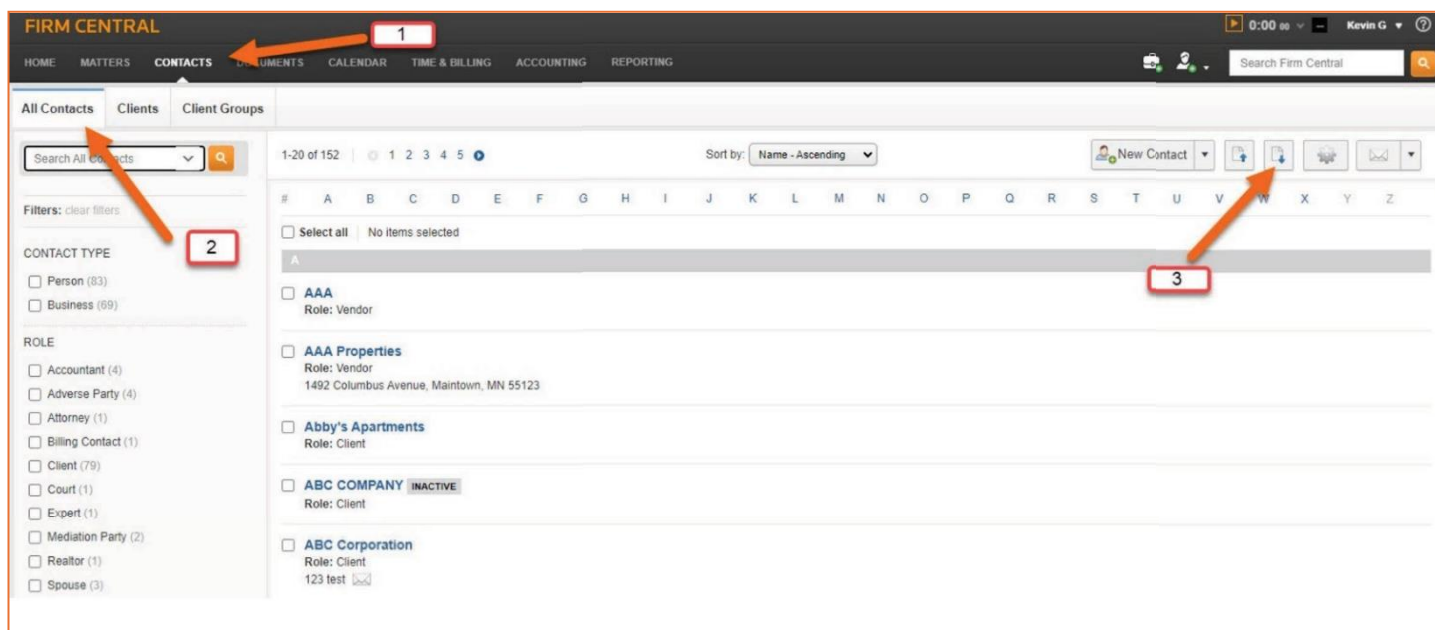 FIRM CENTRAL
1
0:00 00
Kevin G
HOME MATTERS CONTACTS DOCUMENTS CALENDAR TIME & BILLING ACCOUNTING REPORTING
Search Firm Central
All Contacts Clients Client Groups
Search All Contacts
1-20 of 152 1 2 3 4 5
Sort by: Name - Ascending
New Contact
# A B C D E F G H I J K L M N O P Q R S T U V W X Y Z
Filters: clear filters
Select all No items selected
2
CONTACT TYPE
Person (83)
Business (69)
A
3
AAA
Role: Vendor
ROLE
Accountant (4)
Adverse Party (4)
Attorney (1)
Billing Contact (1)
Client (79)
Court (1)
Expert (1)
Mediation Party (2)
Realtor (1)
Spouse (3)
AAA Properties
Role: Vendor
1492 Columbus Avenue, Maintown, MN 55123
Abby's Apartments
Role: Client
ABC COMPANY INACTIVE
Role: Client
ABC Corporation
Role: Client
123 test